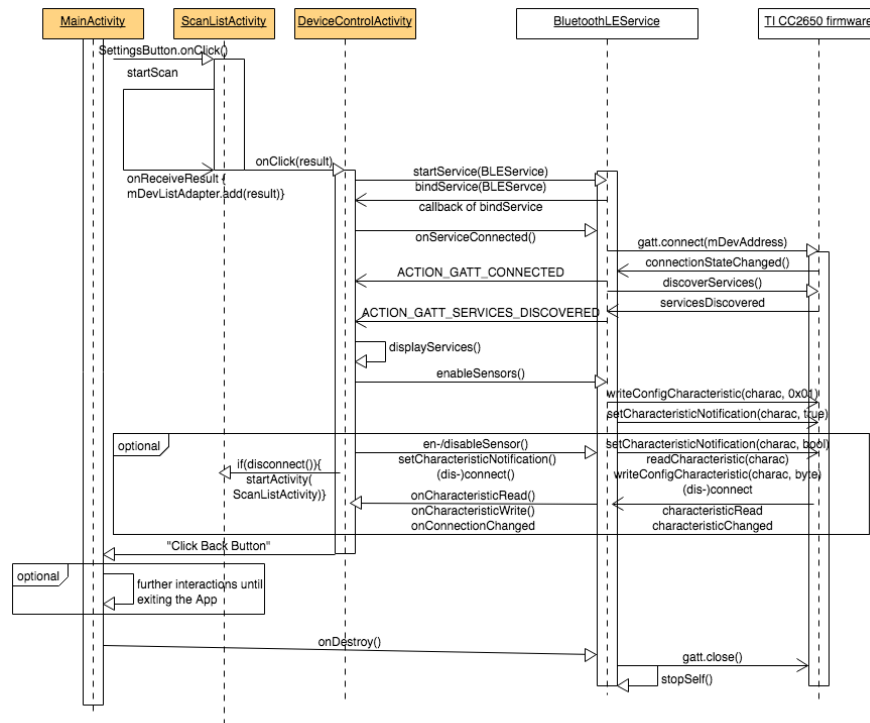 MainActivity
ScanListActivity
DeviceControlActivity
BluetoothLEService
TI CC2650 firmware
SettingsButton.onClick()
startScan
onClick(result)
onReceiveResult {
mDevListAdapter.add(result)}
startService(BLEService)
bindService(BLEServce)
callback of bindService
onServiceConnected()
gatt.connect(mDevAddress)
connectionStateChanged()
ACTION_GATT_CONNECTED
discoverServices()
servicesDiscovered
ACTION_GATT_SERVICES_DISCOVERED
displayServices()
enableSensors()
writeConfigCharacteristic(charac, 0x01)
setCharacteristicNotification(charac, true)
optional
if(disconnect()){
startActivity(
ScanListActivity)}
en-/disableSensor()
setCharacteristicNotification()
(dis-)connect()
setCharacteristicNotification(charac, bool)
readCharacteristic(charac)
writeConfigCharacteristic(charac, byte)
(dis-)connect
onCharacteristicRead()
onCharacteristicWrite()
onConnectionChanged
characteristicRead
characteristicChanged
"Click Back Button"
optional
further interactions until
exiting the App
onDestroy()
gatt.close()
stopSelf()